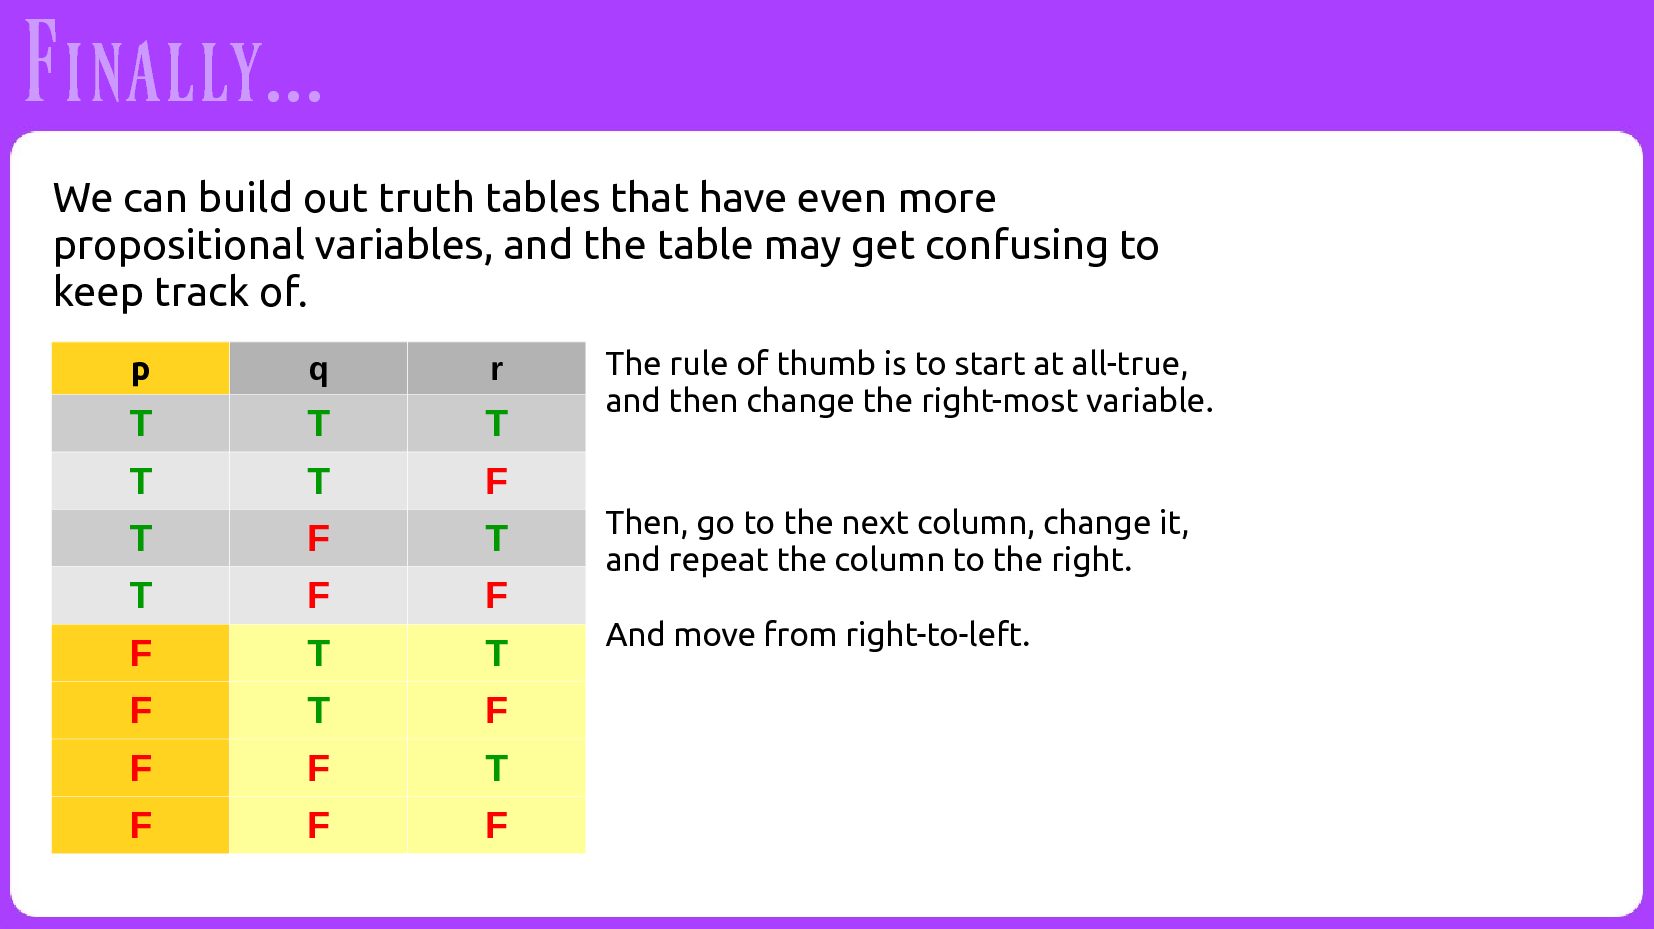 Finally...
We can build out truth tables that have even more
propositional variables, and the table may get confusing to
keep track of.
p q r
T T T
T T F
T F T
T F F
F T T
F T F
F F T
F F F
The rule of thumb is to start at all-true,
and then change the right-most variable.
Then, go to the next column, change it,
and repeat the column to the right.
And move from right-to-left.